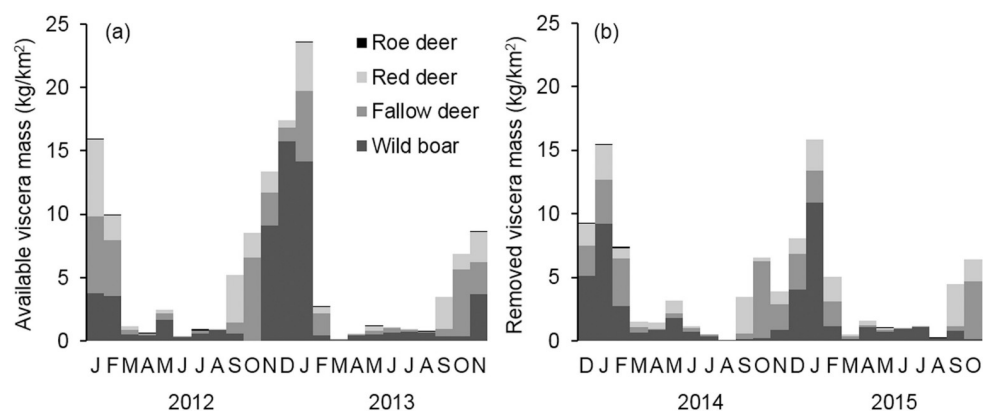 (a)
Available viscera mass (kg/km²)
25
20
15
10
5
0
Roe deer
Red deer
Fallow deer
Wild boar
J F M A M J J A S O N D J F M A M J J A S O N
2012 2013
(b)
Removed viscera mass (kg/km²)
25
20
15
10
5
0
D J F M A M J J A S O N D J F M A M J J A S O
2014 2015